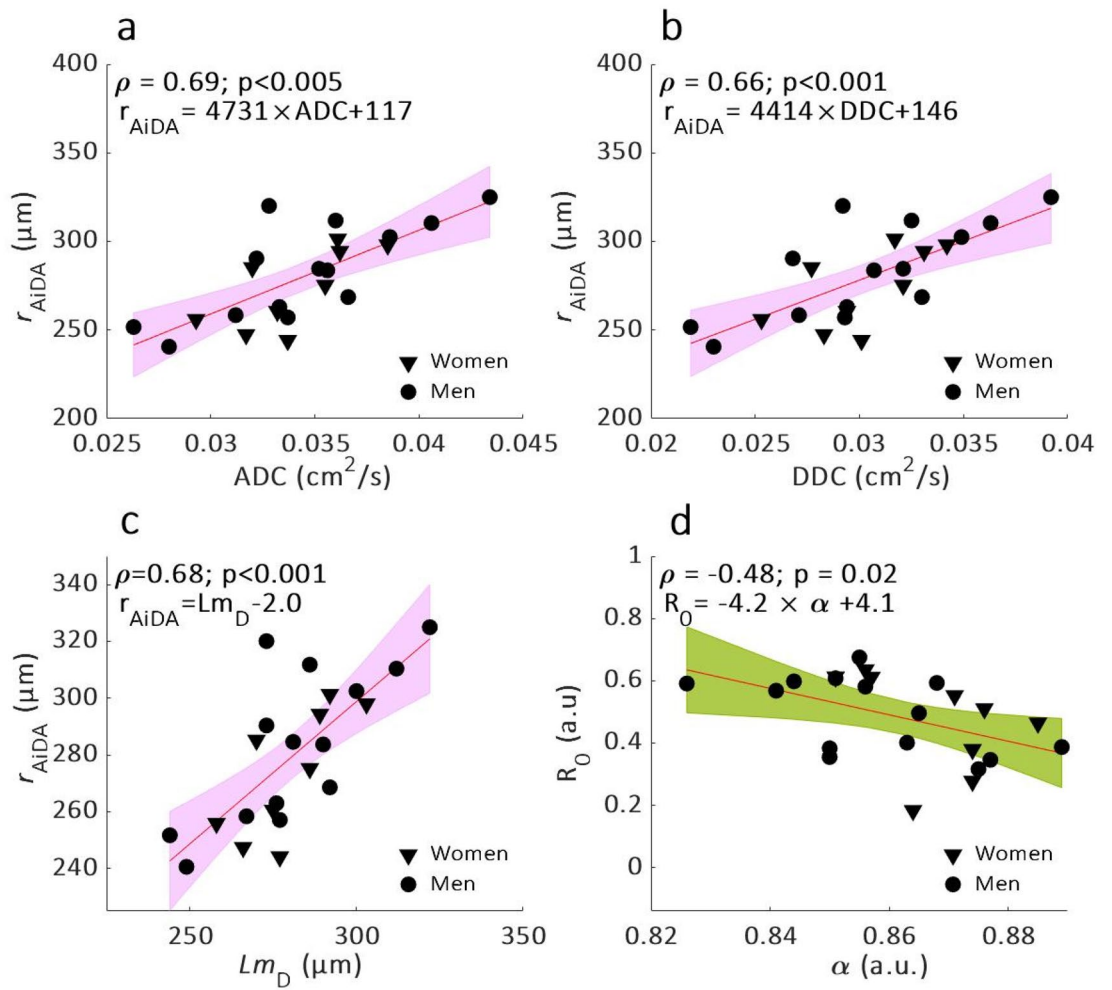 a
ρ = 0.69; p<0.005
r_AiDA = 4731×ADC+117
400
350
300
250
200
r_AiDA (µm)
Women
Men
0.025 0.03 0.035 0.04 0.045
ADC (cm²/s)
b
ρ = 0.66; p<0.001
r_AiDA = 4414×DDC+146
400
350
300
250
200
r_AiDA (µm)
Women
Men
0.02 0.025 0.03 0.035 0.04
DDC (cm²/s)
c
ρ=0.68; p<0.001
r_AiDA=Lm_D-2.0
340
320
300
280
260
240
r_AiDA (µm)
Women
Men
250 300 350
Lm_D (µm)
d
ρ = -0.48; p = 0.02
R_0= -4.2 × α +4.1
1
0.8
0.6
0.4
0.2
0
R_0 (a.u)
Women
Men
0.82 0.84 0.86 0.88
α (a.u.)